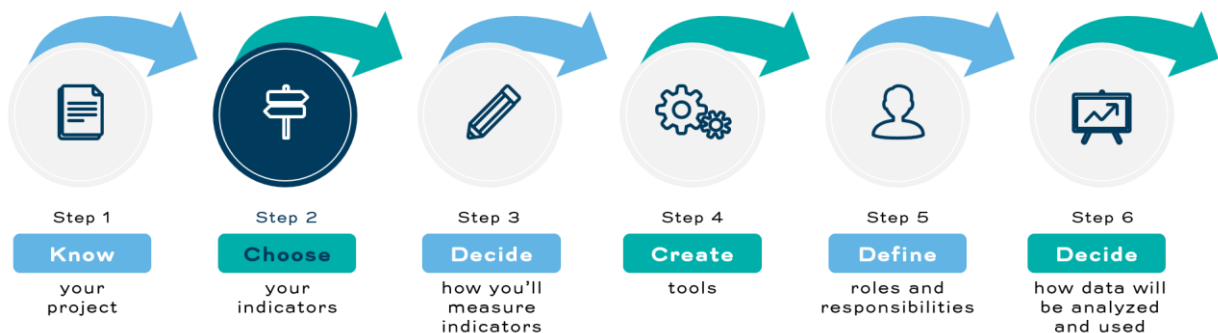 Step 1
Know
your
project
Step 2
Choose
your
indicators
Step 3
Decide
how you'll
measure
indicators
Step 4
Create
tools
Step 5
Define
roles and
responsibilities
Step 6
Decide
how data will
be analyzed
and used